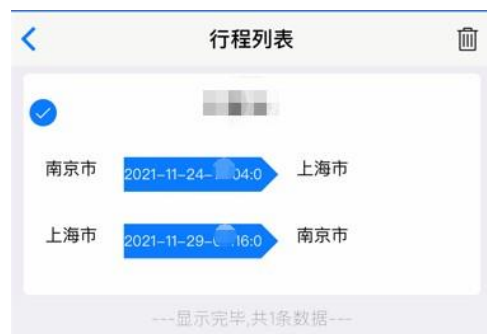 行程列表
南京市 2021-11-24- 04:0 上海市
上海市 2021-11-29- 16:0 南京市
---显示完毕,共1条数据---